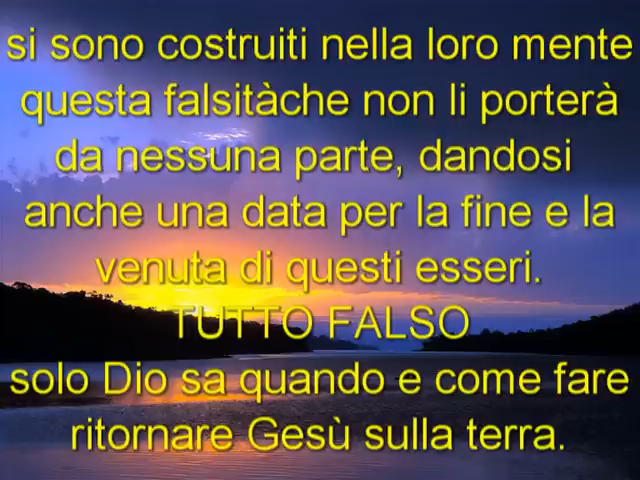 si sono costruiti nella loro mente
questa falsitàche non li porterà
da nessuna parte, dandosi
anche una data per la fine e la
venuta di questi esseri.
TUTTO FALSO
solo Dio sa quando e come fare
ritornare Gesù sulla terra.